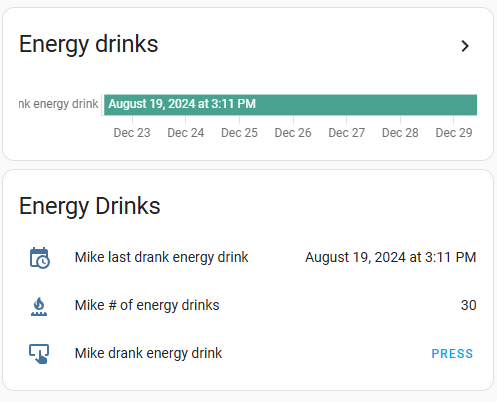 Energy drinks
nk energy drink August 19, 2024 at 3:11 PM
Dec 23 Dec 24 Dec 25 Dec 26 Dec 27 Dec 28 Dec 29
Energy Drinks
Mike last drank energy drink August 19, 2024 at 3:11 PM
Mike # of energy drinks 30
Mike drank energy drink PRESS